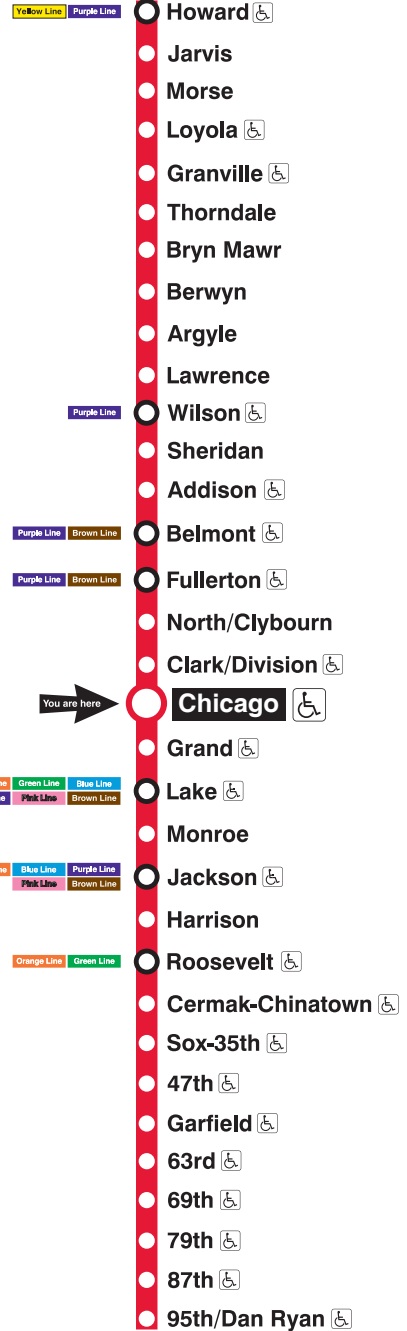 Yellow Line Purple Line Howard
Jarvis
Morse
Loyola
Granville
Thorndale
Bryn Mawr
Berwyn
Argyle
Lawrence
Purple Line Wilson
Sheridan
Addison
Purple Line Brown Line Belmont
Purple Line Brown Line Fullerton
North/Clybourn
Clark/Division
You are here Chicago
Grand
Green Line Blue Line
Pink Line Brown Line
Lake
Monroe
Blue Line Purple Line
Pink Line Brown Line
Jackson
Harrison
Orange Line Green Line Roosevelt
Cermak-Chinatown
Sox-35th
47th
Garfield
63rd
69th
79th
87th
95th/Dan Ryan